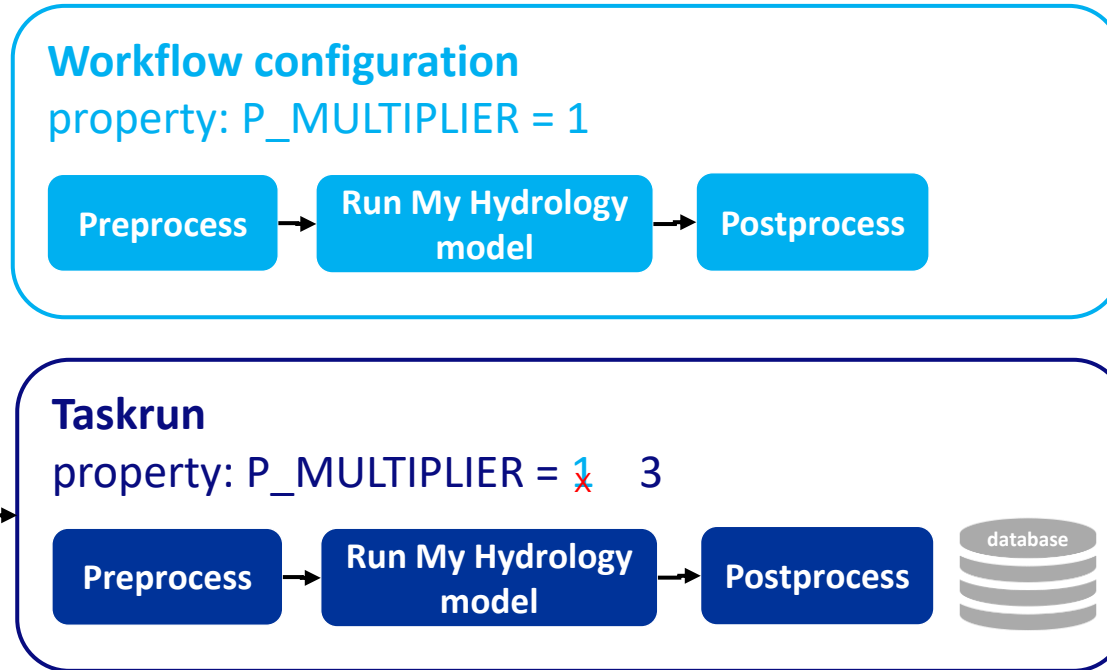 Workflow configuration
property: P_MULTIPLIER = 1
Preprocess
Run My Hydrology
model
Postprocess
Taskrun
property: P_MULTIPLIER = 1 x 3
Preprocess
Run My Hydrology
model
Postprocess
database